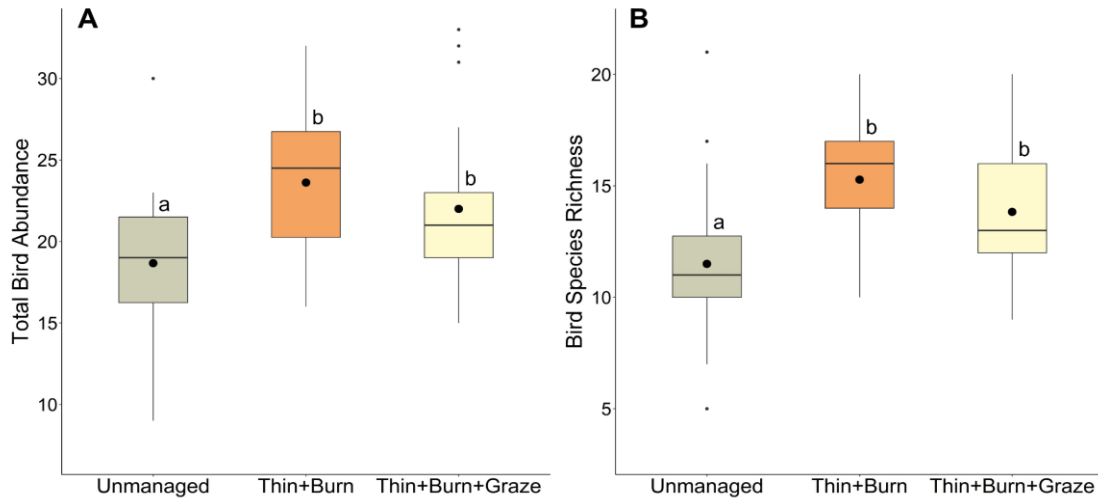 A
Total Bird Abundance
30
25
20
15
10
a
b
b
Unmanaged Thin+Burn Thin+Burn+Graze
B
Bird Species Richness
20
15
10
5
a
b
b
Unmanaged Thin+Burn Thin+Burn+Graze